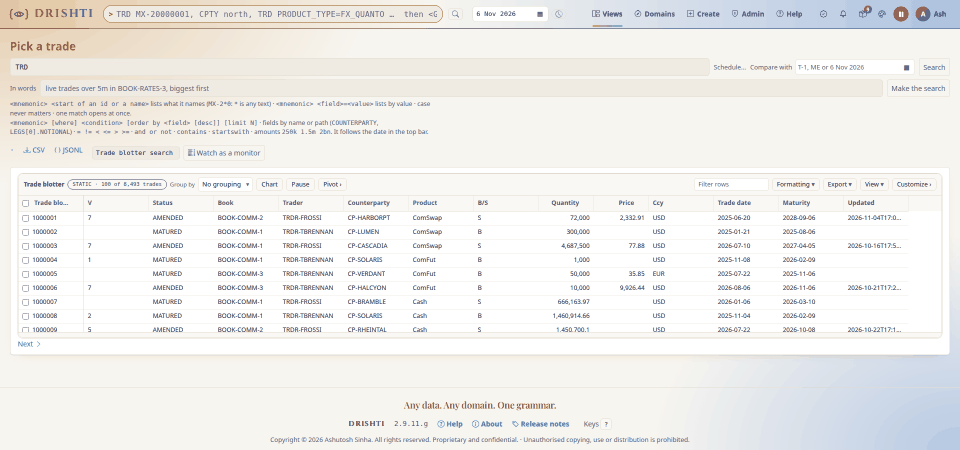 DRISHTI
> TRD MX-20000001, CPTY north, TRD PRODUCT_TYPE=FX_QUANTO … then <G
6 Nov 2026
Views Domains Create Admin Help
A Ash
Pick a trade
TRD
Schedule... Compare with T-1, ME or 6 Nov 2026 Search
In words live trades over 5m in BOOK-RATES-3, biggest first Make the search
<mnemonic> <start of an id or a name> lists what it names (MX-2*0: * is any text) · <mnemonic> <field>=<value> lists by value · case
never matters · one match opens at once.
<mnemonic> [where] <condition> [order by <field> [desc]] [limit N] · fields by name or path (COUNTERPARTY,
LEGS[0].NOTIONAL) · = != < <= > >= · and or not · contains · startswith · amounts 250k 1.5m 2bn. It follows the date in the top bar.
· CSV JSONL Trade blotter search Watch as a monitor
Trade blotter STATIC · 100 of 8,493 trades Group by No grouping Chart Pause Pivot › Filter rows Formatting ▾ Export ▾ View ▾ Customize ›
Trade blo... V Status Book Trader Counterparty Product B/S Quantity Price Ccy Trade date Maturity Updated
1000001 7 AMENDED BOOK-COMM-2 TRDR-FROSSI CP-HARBORPT ComSwap S 72,000 2,332.91 USD 2025-06-20 2028-09-06 2026-11-04T17:0...
1000002 MATURED BOOK-COMM-1 TRDR-TBRENNAN CP-LUMEN ComSwap B 300,000 USD 2025-01-21 2025-08-06
1000003 7 AMENDED BOOK-COMM-1 TRDR-FROSSI CP-CASCADIA ComSwap S 4,687,500 77.88 USD 2026-07-10 2027-04-05 2026-10-16T5:5...
1000004 1 MATURED BOOK-COMM-1 TRDR-TBRENNAN CP-SOLARIS ComFut B 1,000 USD 2025-11-08 2026-02-09
1000005 MATURED BOOK-COMM-3 TRDR-TBRENNAN CP-VERDANT ComFut B 50,000 35.85 EUR 2025-07-22 2025-11-06
1000006 7 AMENDED BOOK-COMM-3 TRDR-TBRENNAN CP-HALCYON ComFut B 10,000 9,926.44 USD 2026-08-06 2026-11-06 2026-10-21T7:2...
1000007 MATURED BOOK-COMM-1 TRDR-FROSSI CP-BRAMBLE Cash S 666,163.97 USD 2026-01-06 2026-03-10
1000008 2 MATURED BOOK-COMM-1 TRDR-TBRENNAN CP-SOLARIS Cash B 1,460,914.66 USD 2025-11-04 2026-02-09
1000009 5 AMENDED BOOK-COMM-2 TRDR-FROSSI CP-RHEINTAL Cash S 1,450,700.1 USD 2026-07-22 2026-10-08 2026-10-22T17:1...
Next
Any data. Any domain. One grammar.
DRISHTI 2.9.11.g Help About Release notes Keys ?
Copyright © 2026 Ashutosh Sinha. All rights reserved. Proprietary and confidential. · Unauthorised copying, use or distribution is prohibited.